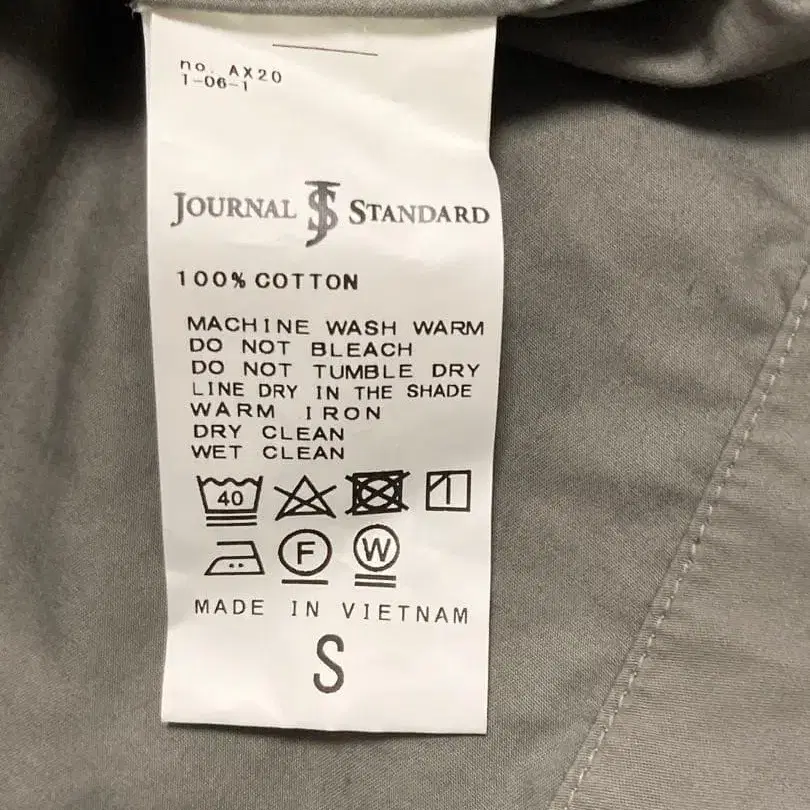 no. AX20
1-06-1
JOURNAL JS STANDARD
100% COTTON
MACHINE WASH WARM
DO NOT BLEACH
DO NOT TUMBLE DRY
LINE DRY IN THE SHADE
WARM IRON
DRY CLEAN
WET CLEAN
40
F W
MADE IN VIETNAM
S